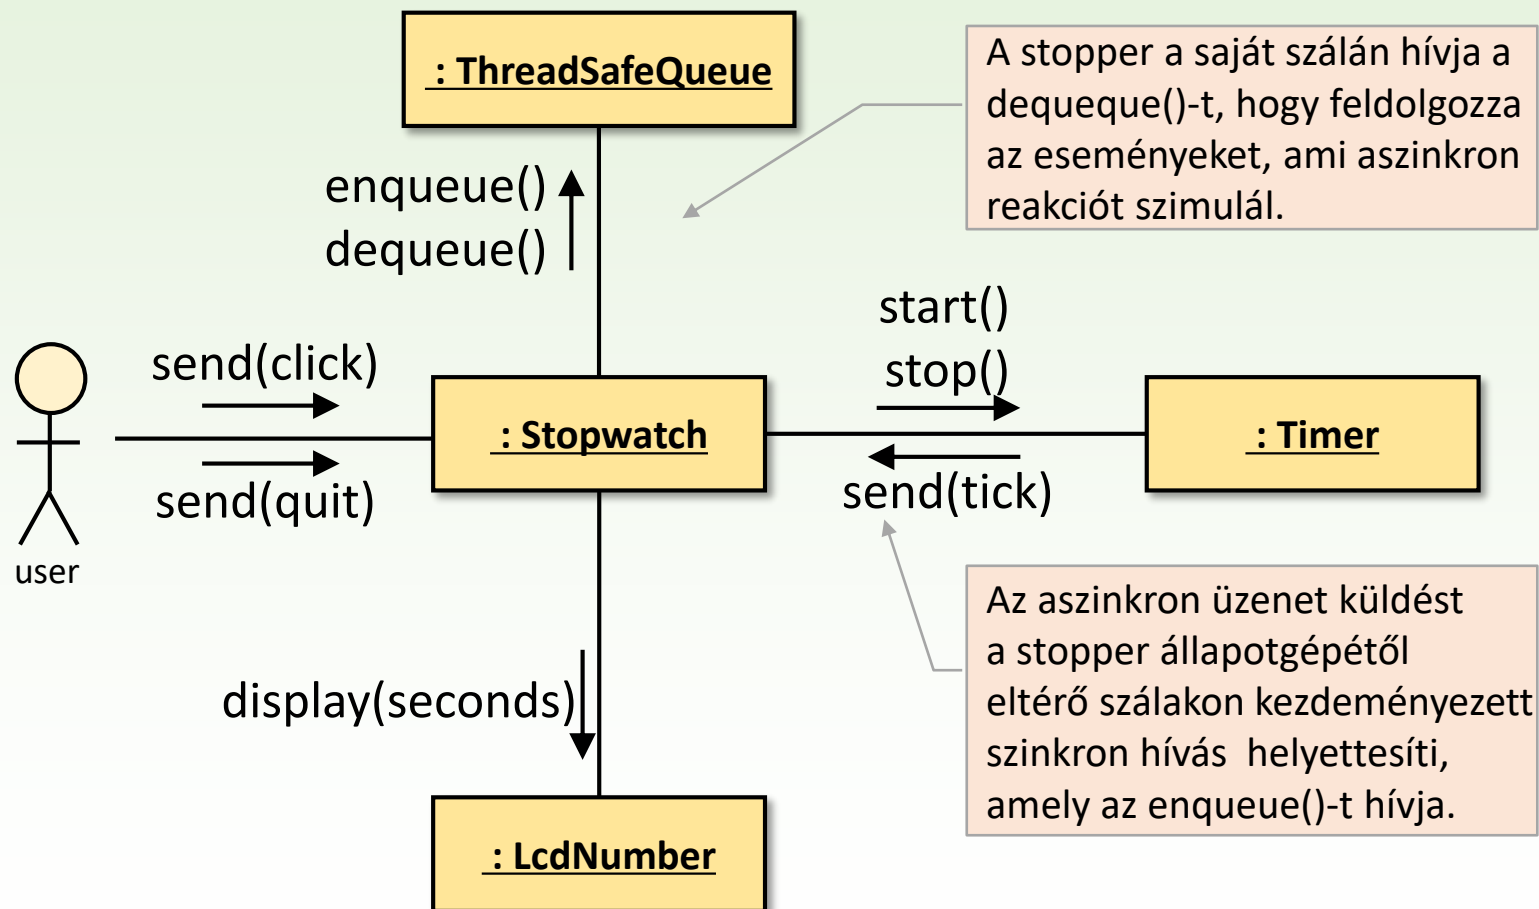 : ThreadSafeQueue
A stopper a saját szálán hívja a
dequeque()-t, hogy feldolgozza
az eseményeket, ami aszinkron
reakciót szimulál.
enqueue()
dequeue()
start()
stop()
send(click)
: Stopwatch
: Timer
send(quit)
send(tick)
user
Az aszinkron üzenet küldést
a stopper állapotgépétől
eltérő szálakon kezdeményezett
szinkron hívás helyettesíti,
amely az enqueue()-t hívja.
display(seconds)
: LcdNumber